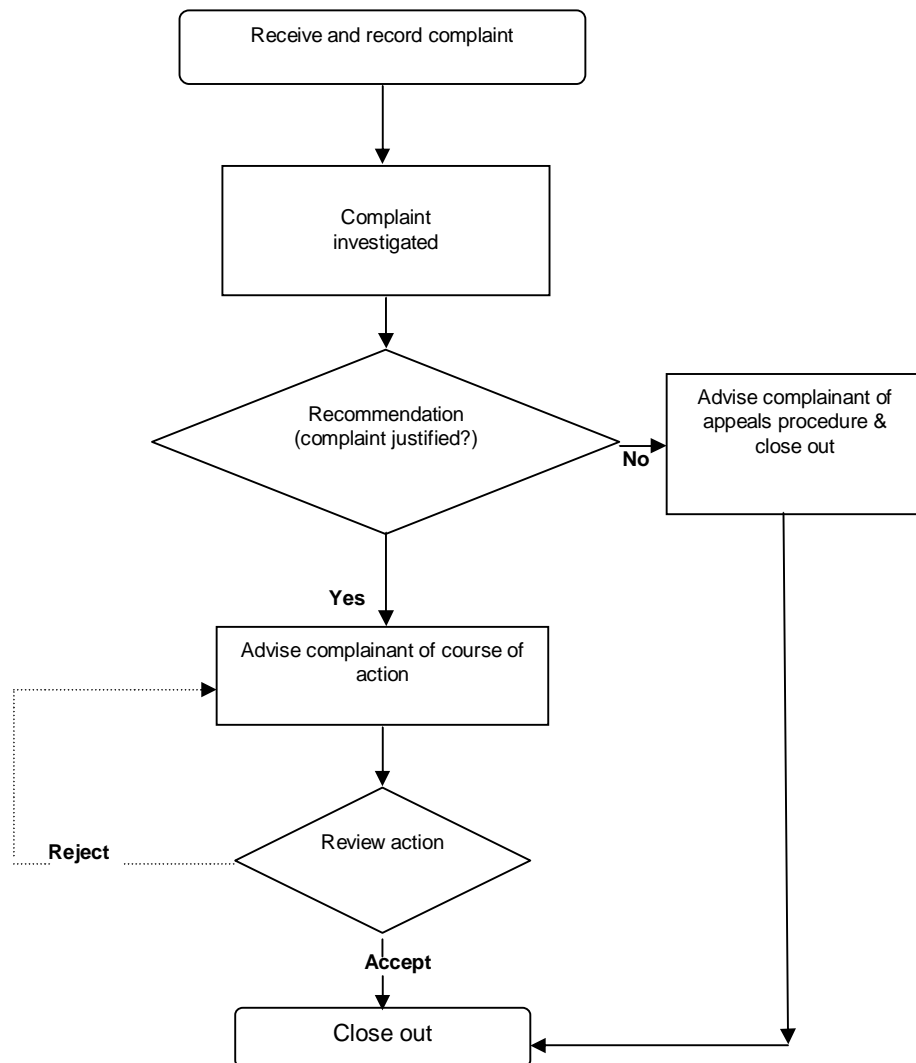 Receive and record complaint
Complaint
investigated
Recommendation
(complaint justified?)
No
Advise complainant of
appeals procedure &
close out
Yes
Advise complainant of course of
action
Review action
Reject
Accept
Close out